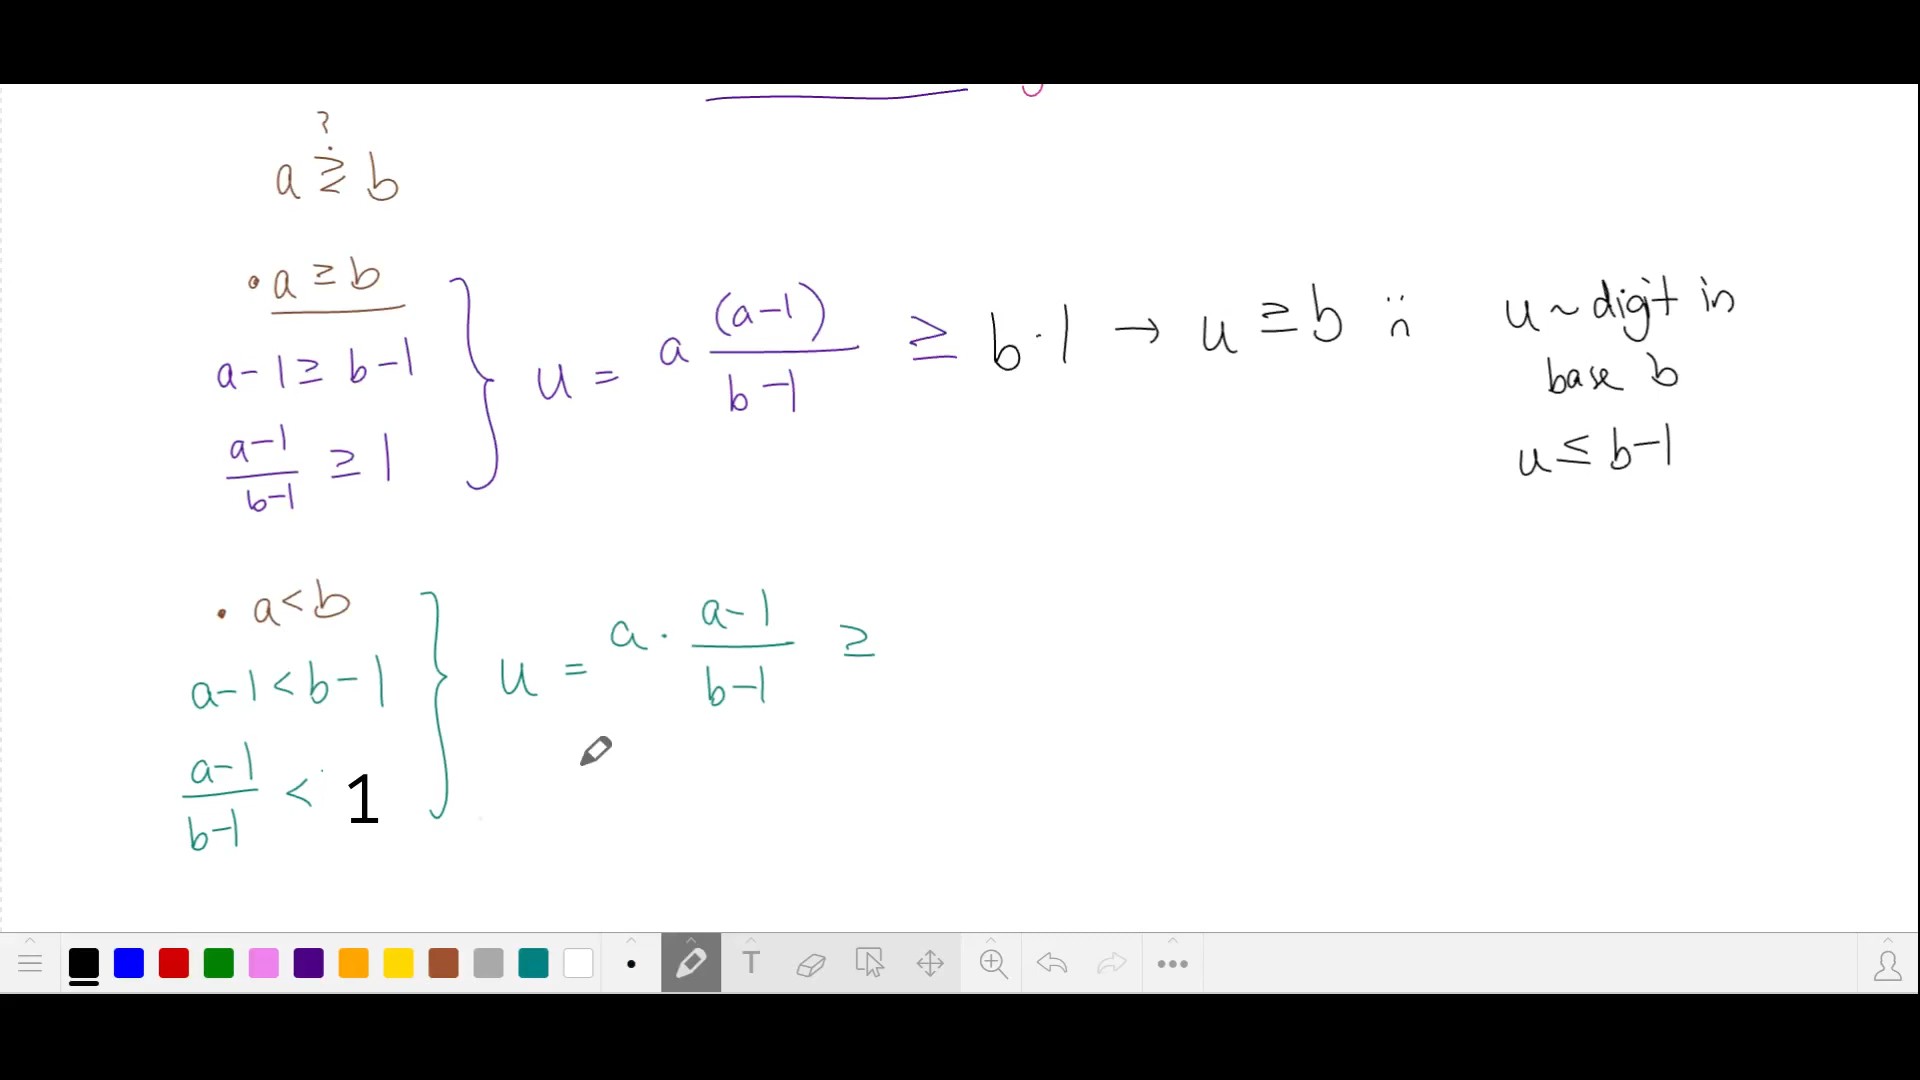 ?
a ≥ b
• a ≥ b
a-1 ≥ b-1
a-1
b-1
≥ 1
u = a (a-1)
b-1
≥ b·1 → u ≥ b
u ~ digit in
base b
u ≤ b-1
• a < b
a-1 < b-1
a-1
b-1
< 1
u = a · a-1
b-1
≥
T